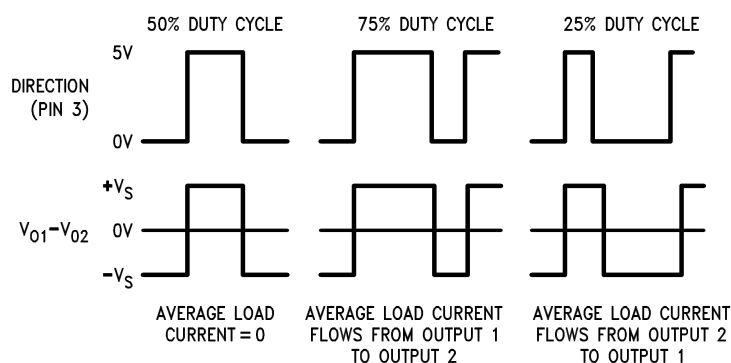 50% DUTY CYCLE
75% DUTY CYCLE
25% DUTY CYCLE
5V
DIRECTION
(PIN 3)
0V
+VS
VO1−VO2
0V
−VS
AVERAGE LOAD
CURRENT = 0
AVERAGE LOAD CURRENT
FLOWS FROM OUTPUT 1
TO OUTPUT 2
AVERAGE LOAD CURRENT
FLOWS FROM OUTPUT 2
TO OUTPUT 1